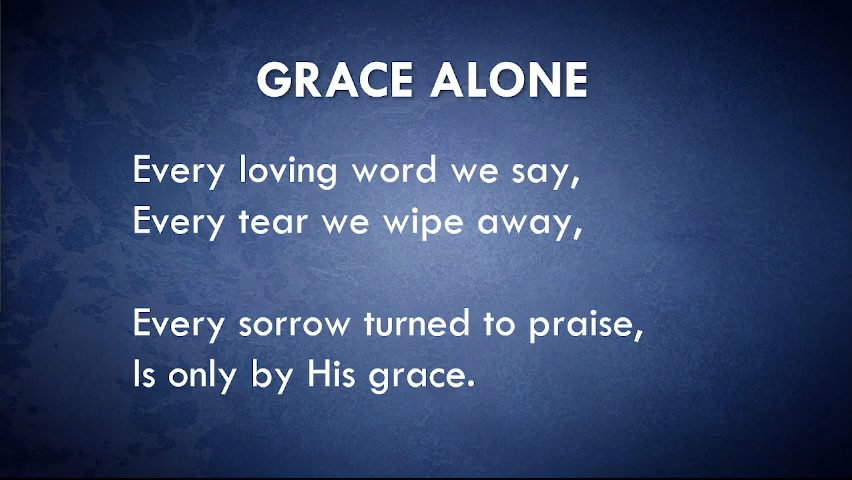 GRACE ALONE
Every loving word we say,
Every tear we wipe away,
Every sorrow turned to praise,
Is only by His grace.